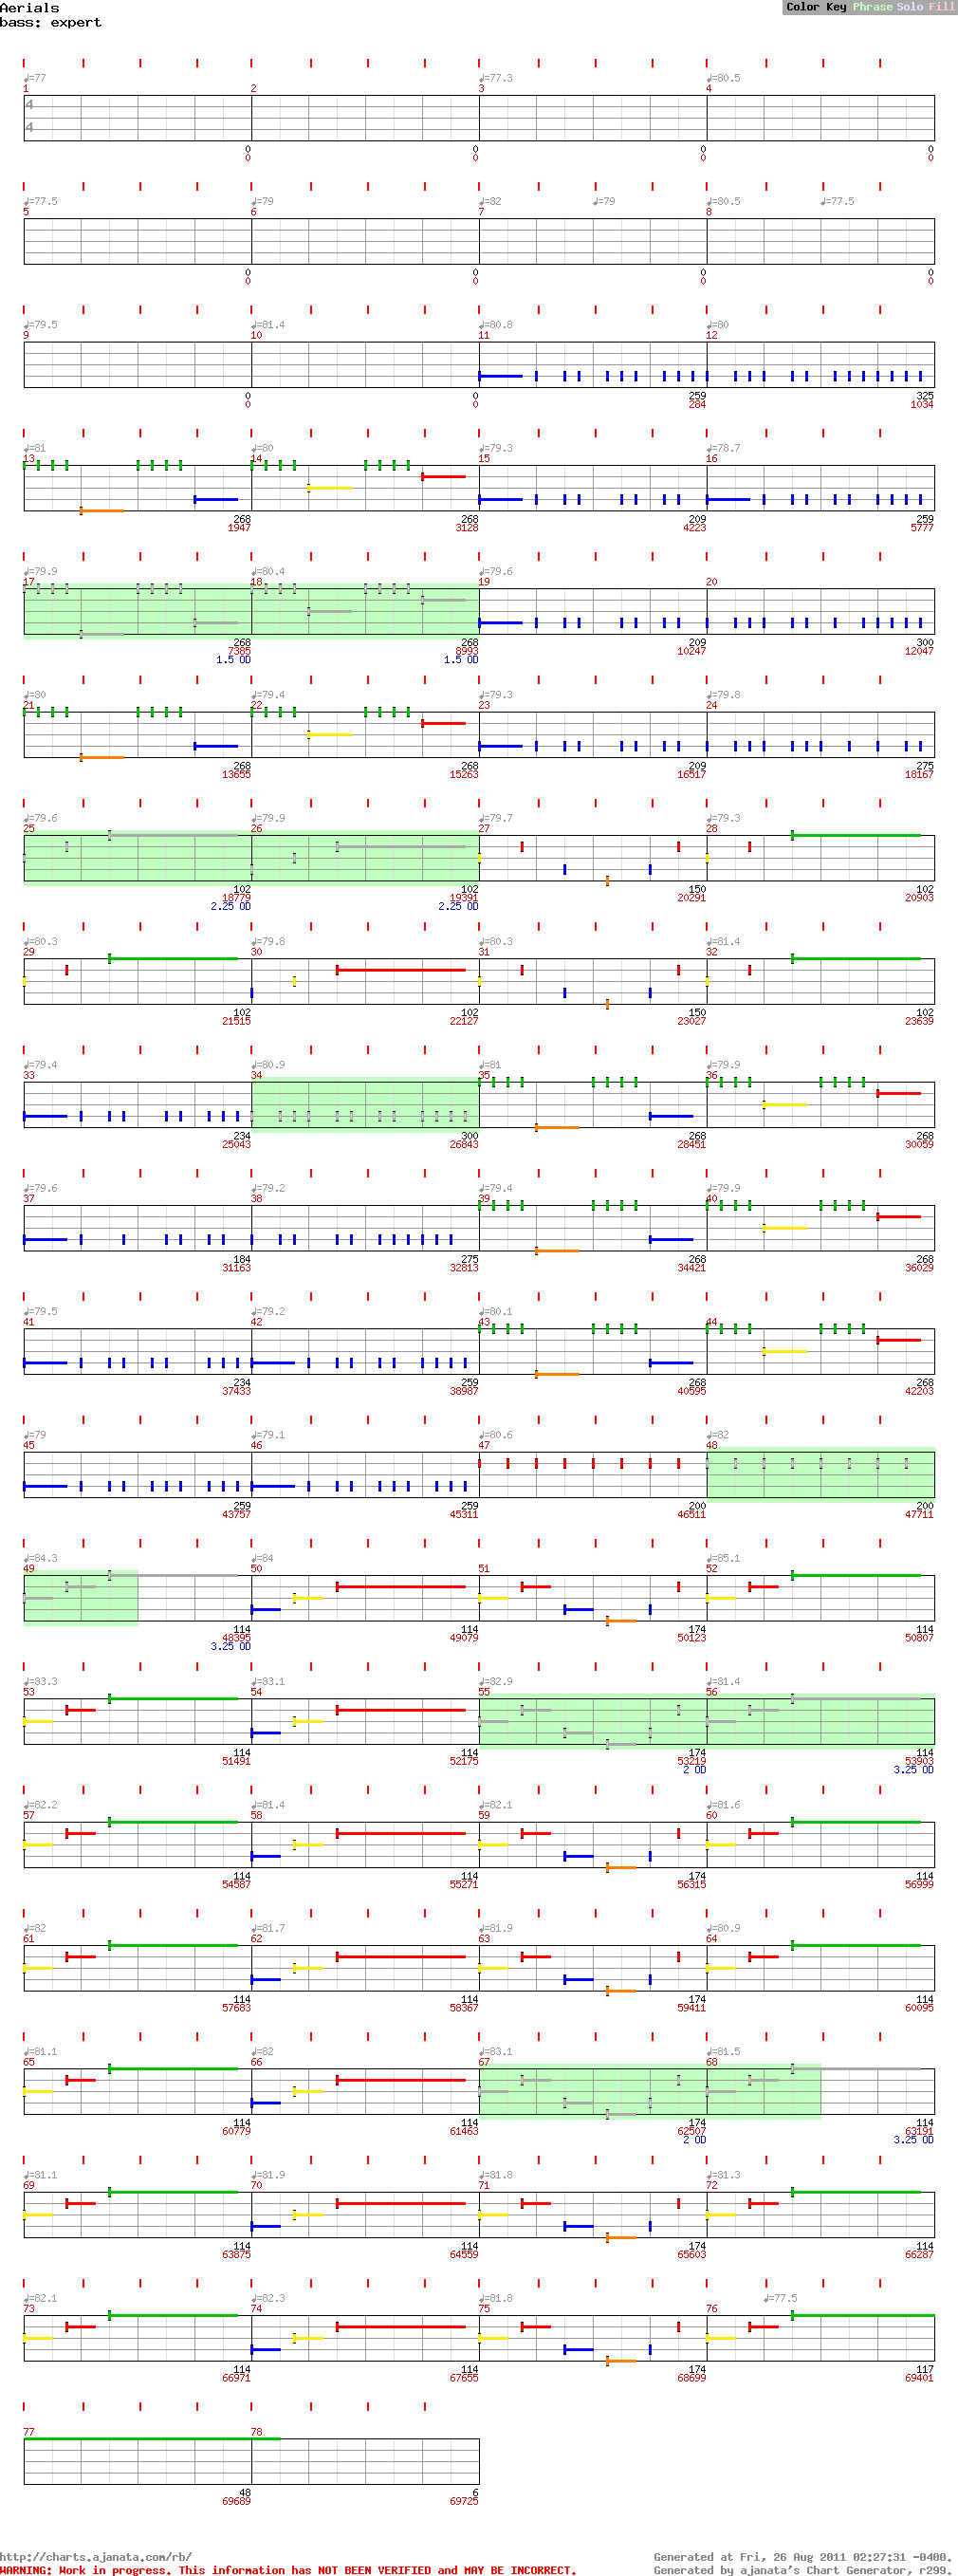 Aerials
bass: expert
Color Key Phrase Solo Fill
♩=77 ♩=77.3 ♩=80.5
1 2 3 4
4
4
0 0 0 0
0 0 0 0
♩=77.5 ♩=79 ♩=82 ♩=79 ♩=80.5 ♩=77.5
5 6 7 8
0 0 0 0
0 0 0 0
♩=79.5 ♩=81.4 ♩=80.8 ♩=80
9 10 11 12
0 0 259 325
0 0 284 1034
♩=81 ♩=80 ♩=79.3 ♩=78.7
13 14 15 16
268 268 209 259
1947 3128 4223 5777
♩=79.9 ♩=80.4 ♩=79.6
17 18 19 20
268 268 209 300
7385 8993 10247 12047
1.5 OD 1.5 OD
♩=80 ♩=79.4 ♩=79.3 ♩=79.8
21 22 23 24
268 268 209 275
13655 15263 16517 18167
♩=79.6 ♩=79.9 ♩=79.7 ♩=79.3
25 26 27 28
102 102 150 102
18779 19391 20291 20903
2.25 OD 2.25 OD
♩=80.3 ♩=79.8 ♩=80.3 ♩=81.4
29 30 31 32
102 102 150 102
21515 22127 23027 23639
♩=79.4 ♩=80.9 ♩=81 ♩=79.9
33 34 35 36
234 300 268 268
25043 26843 28451 30059
♩=79.6 ♩=79.2 ♩=79.4 ♩=79.9
37 38 39 40
184 275 268 268
31163 32813 34421 36029
♩=79.5 ♩=79.2 ♩=80.1
41 42 43 44
234 259 268 268
37433 38987 40595 42203
♩=79 ♩=79.1 ♩=80.6 ♩=82
45 46 47 48
259 259 200 200
43757 45311 46511 47711
♩=84.3 ♩=84 ♩=85.1
49 50 51 52
114 114 174 114
48395 49079 50123 50807
3.25 OD
♩=83.3 ♩=83.1 ♩=82.9 ♩=81.4
53 54 55 56
114 114 174 114
51491 52175 53219 53903
2 OD 3.25 OD
♩=82.2 ♩=81.4 ♩=82.1 ♩=81.6
57 58 59 60
114 114 174 114
54587 55271 56315 56999
♩=82 ♩=81.7 ♩=81.9 ♩=80.9
61 62 63 64
114 114 174 114
57683 58367 59411 60095
♩=81.1 ♩=82 ♩=83.1 ♩=81.5
65 66 67 68
114 114 174 114
60779 61463 62507 63191
2 OD 3.25 OD
♩=81.1 ♩=81.9 ♩=81.8 ♩=81.3
69 70 71 72
114 114 174 114
63875 64559 65603 66287
♩=82.1 ♩=82.3 ♩=81.8 ♩=77.5
73 74 75 76
114 114 174 117
66971 67655 68699 69401
77 78
48 6
69689 69725
http://charts.ajanata.com/rb/
WARNING: Work in progress. This information has NOT BEEN VERIFIED and MAY BE INCORRECT.
Generated at Fri, 26 Aug 2011 02:27:31 -0400.
Generated by ajanata's Chart Generator, r299.